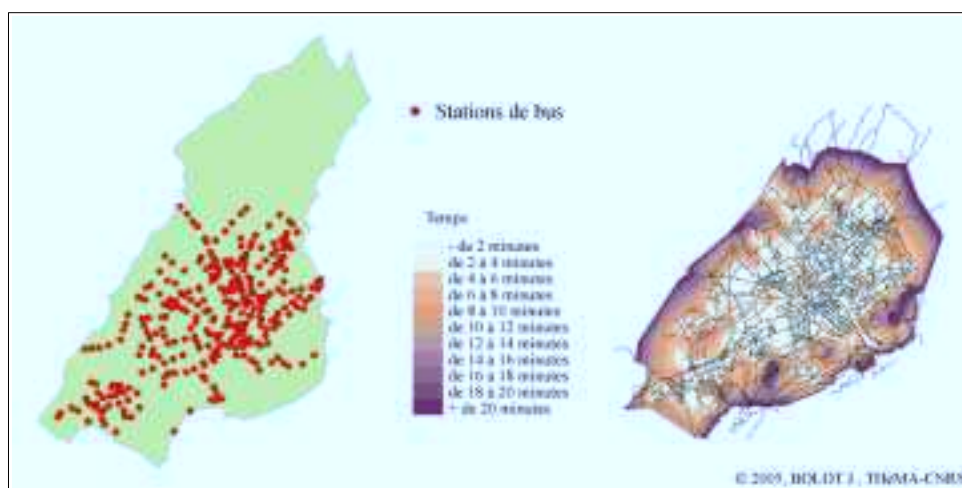 Stations de bus
Temps
- de 2 minutes
de 2 à 4 minutes
de 4 à 6 minutes
de 6 à 8 minutes
de 8 à 10 minutes
de 10 à 12 minutes
de 12 à 14 minutes
de 14 à 16 minutes
de 16 à 18 minutes
de 18 à 20 minutes
+ de 20 minutes
© 2005, BOLOT J., THéMA-CNRS